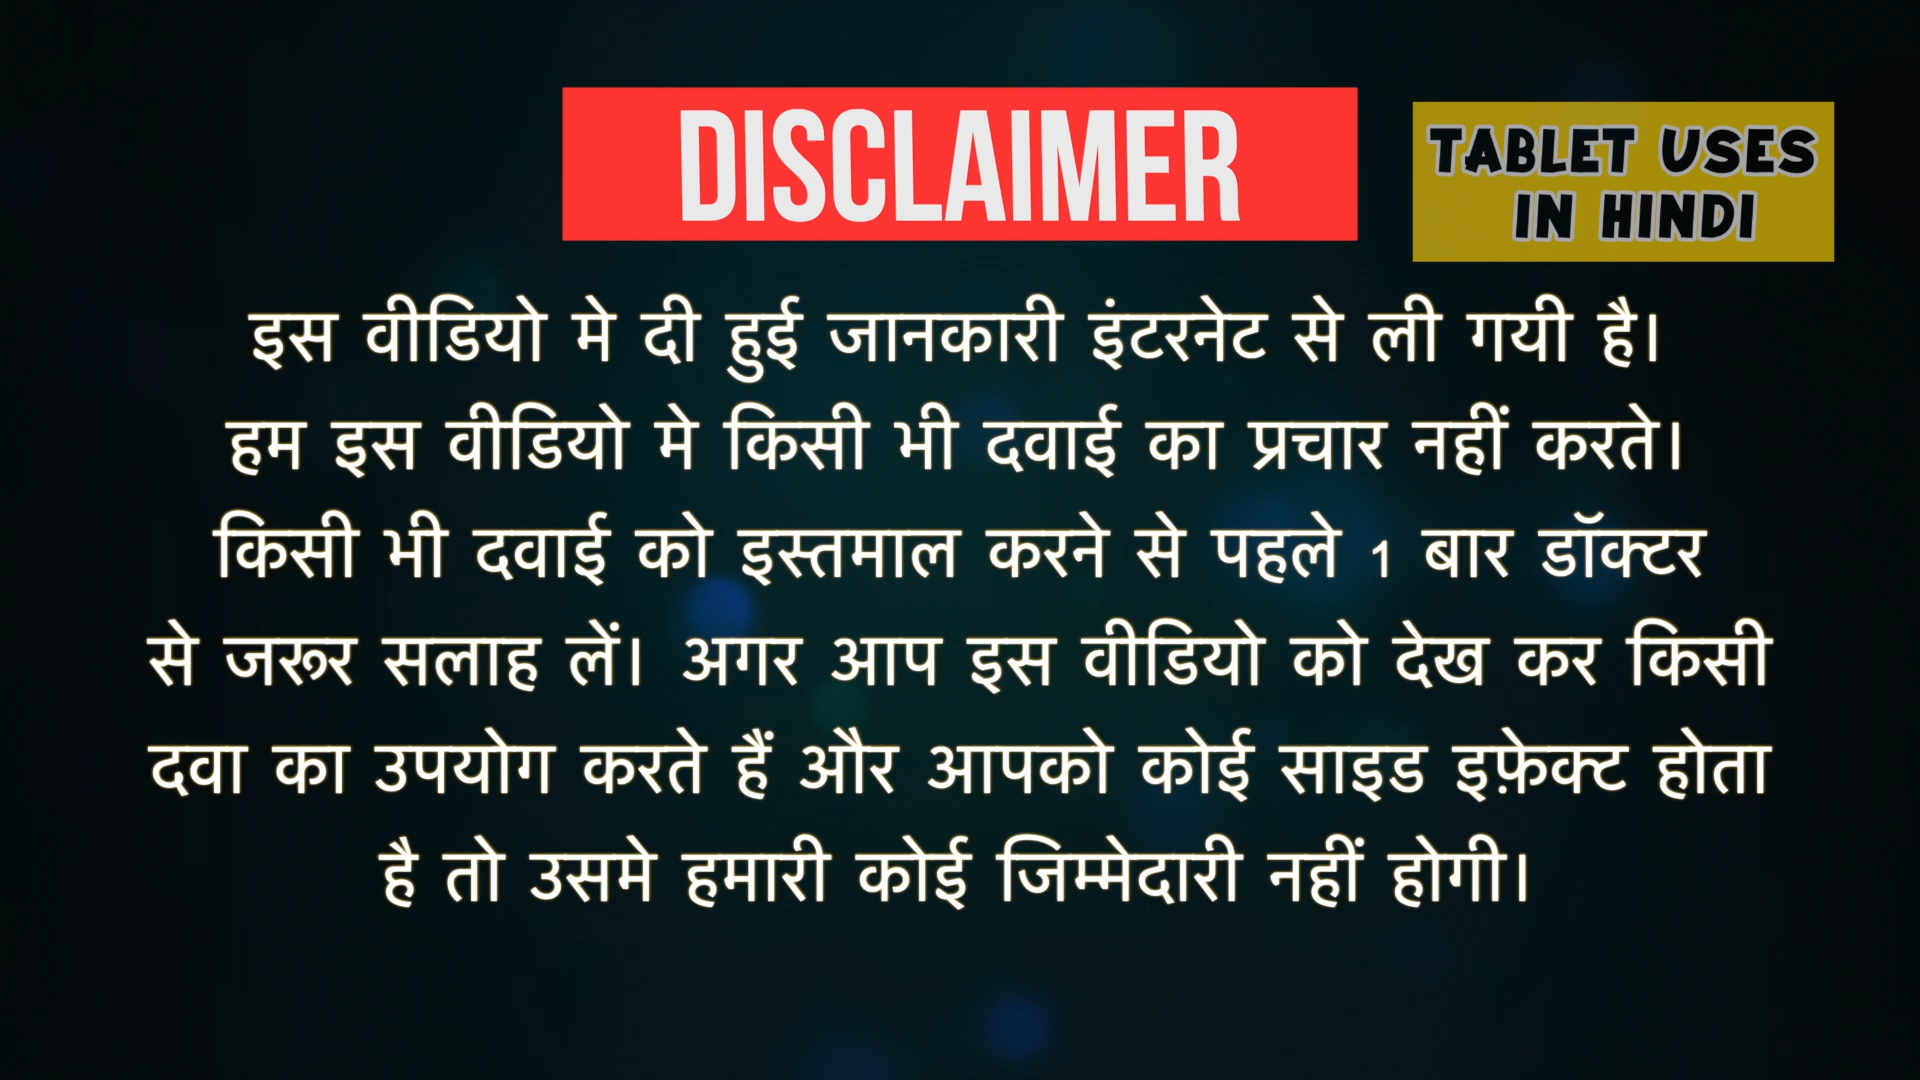 DISCLAIMER
TABLET USES
IN HINDI
इस वीडियो मे दी हुई जानकारी इंटरनेट से ली गयी है।
हम इस वीडियो मे किसी भी दवाई का प्रचार नहीं करते।
किसी भी दवाई को इस्तमाल करने से पहले 1 बार डॉक्टर
से जरूर सलाह लें। अगर आप इस वीडियो को देख कर किसी
दवा का उपयोग करते हैं और आपको कोई साइड इफ़ेक्ट होता
है तो उसमे हमारी कोई जिम्मेदारी नहीं होगी।